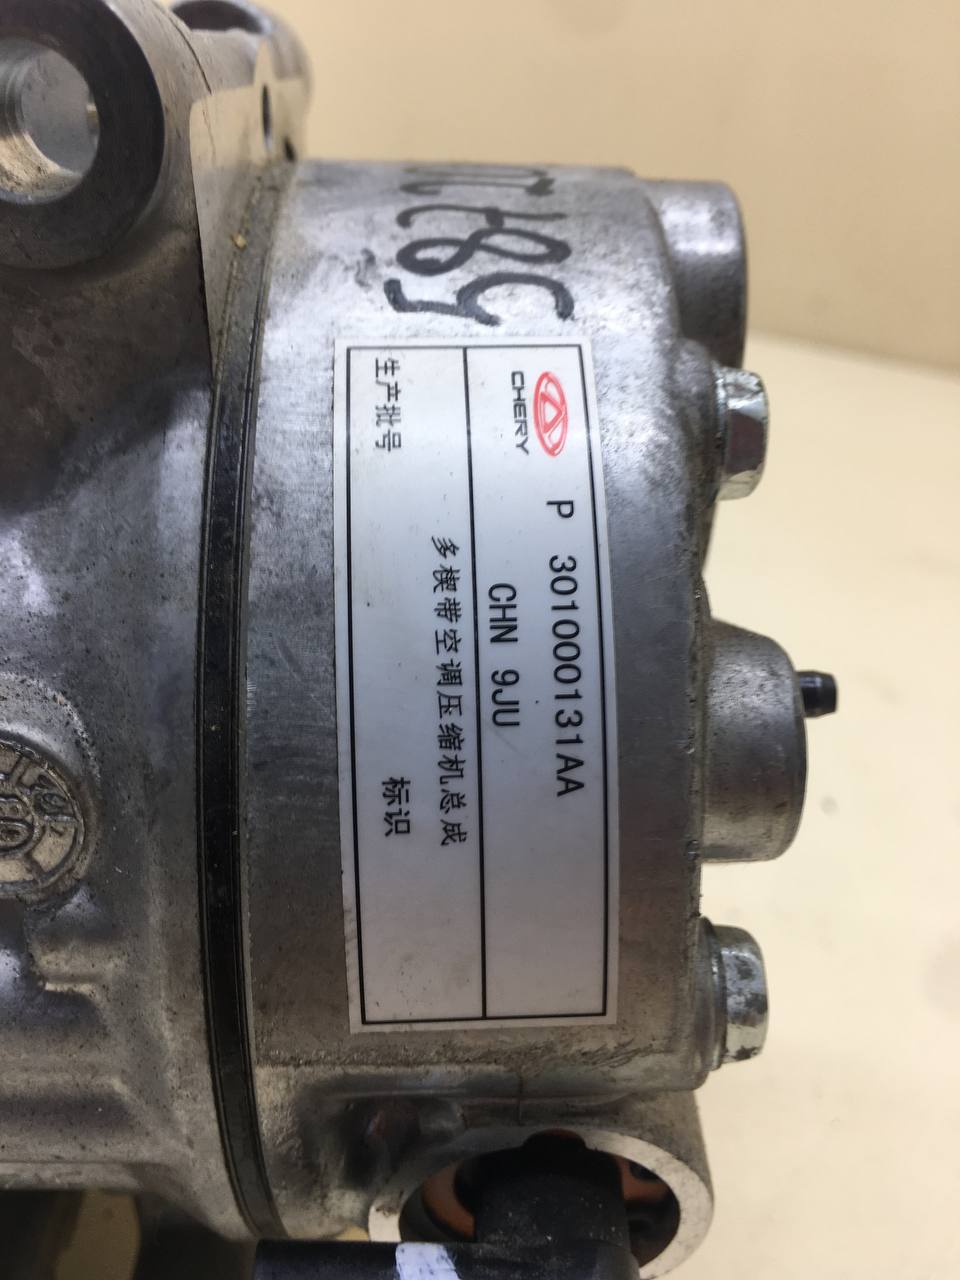 CHERY
P 301000131AA
CHN 9JU
多楔带空调压缩机总成
生产批号
标识